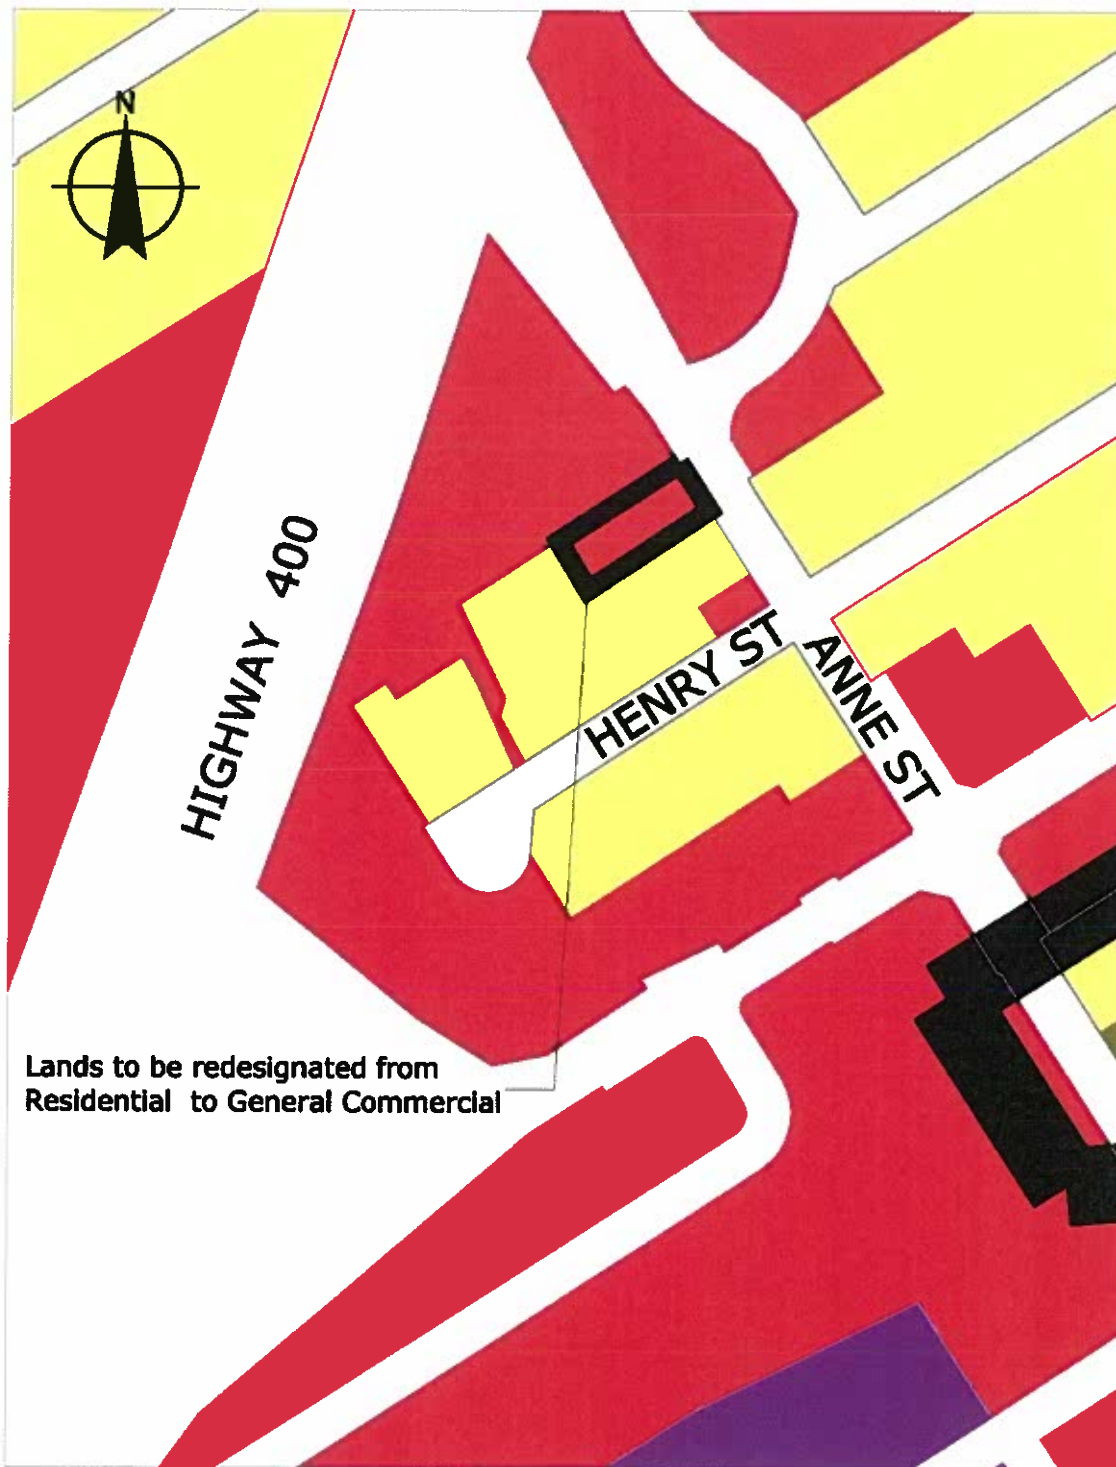 N
HIGHWAY 400
HENRY ST
ANNE ST
Lands to be redesignated from
Residential to General Commercial